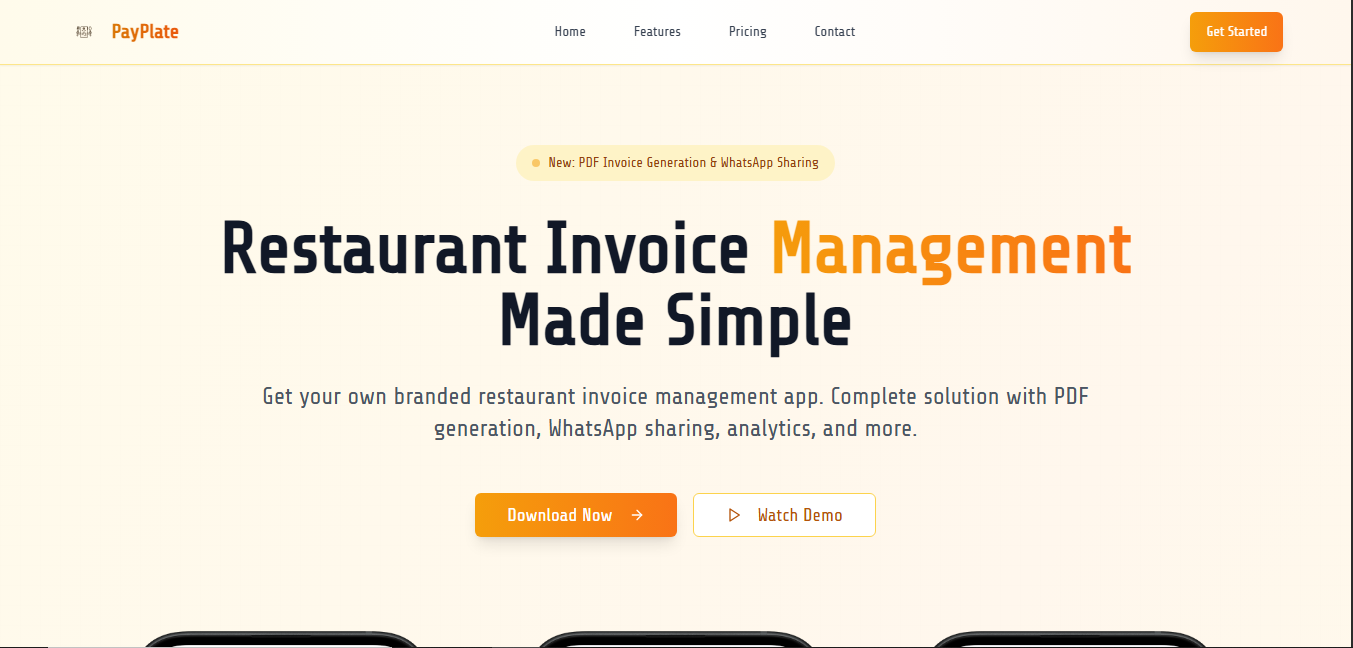 PayPlate
Home
Features
Pricing
Contact
Get Started
New: PDF Invoice Generation & WhatsApp Sharing
Restaurant Invoice Management
Made Simple
Get your own branded restaurant invoice management app. Complete solution with PDF
generation, WhatsApp sharing, analytics, and more.
Download Now
Watch Demo